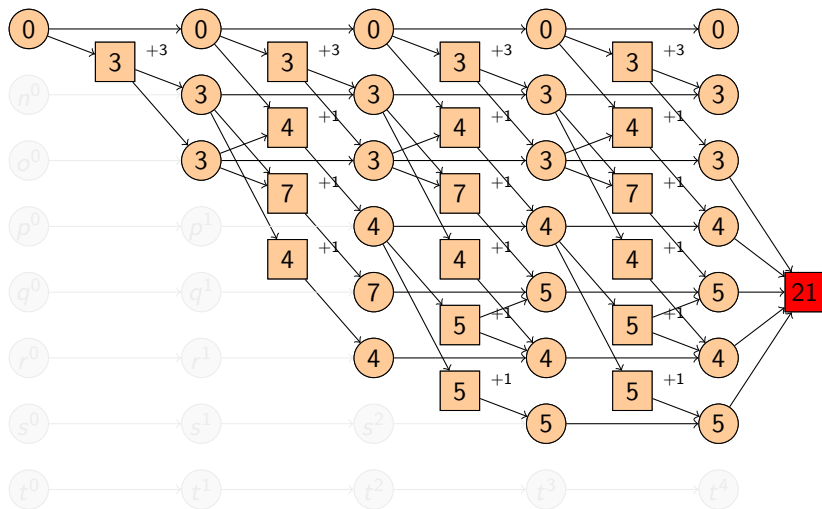 0 0 0 0 0
3 +3 3 +3 3 +3 3 +3
n⁰ 3 3 3 3
4 +1 4 +1 4 +1
o⁰ 3 3 3 3
7 +1 7 +1 7 +1
p⁰ p¹ 4 4 4
4 +1 4 +1 4 +1
q⁰ q¹ 7 5 5 21
5 +1 5 +1
r⁰ r¹ 4 4 4
5 +1 5 +1
s⁰ s¹ s² 5 5
t⁰ t¹ t² t³ t⁴